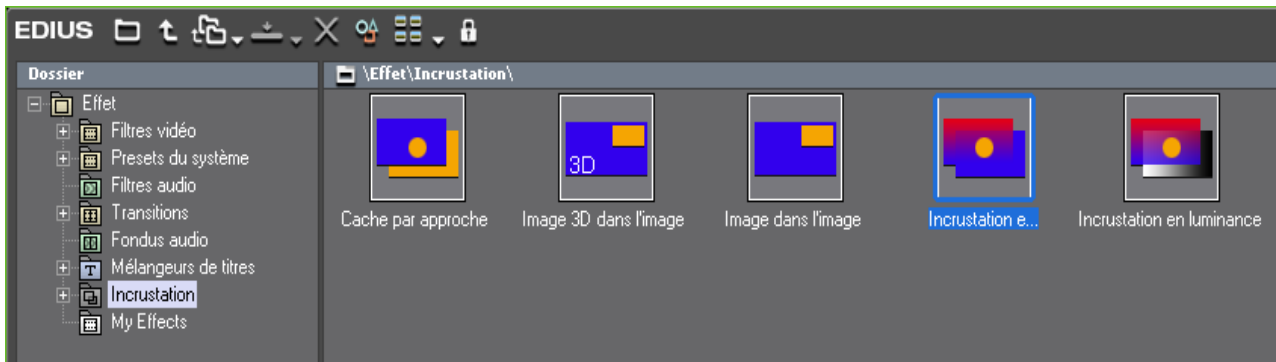 EDIUS
Dossier
\Effet\Incrustation\
Effet
Filtres vidéo
Presets du système
Filtres audio
Transitions
Fondus audio
T Mélangeurs de titres
Incrustation
My Effects
3D
Cache par approche
Image 3D dans l'image
Image dans l'image
Incrustation e...
Incrustation en luminance